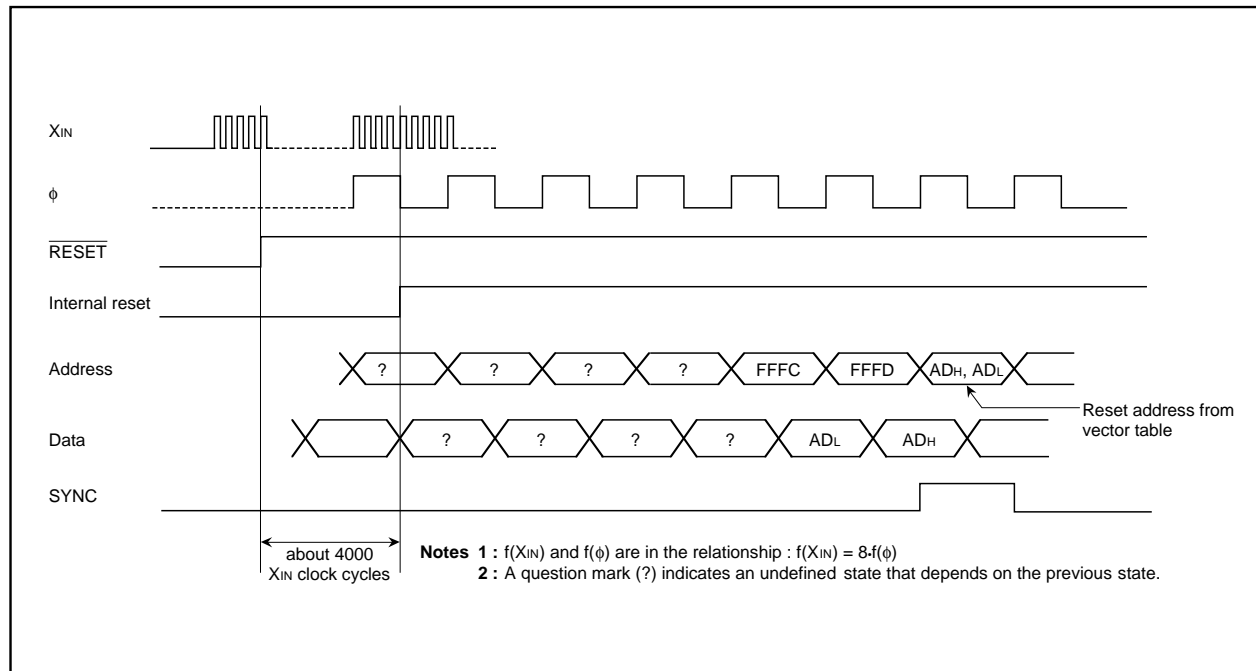 XIN
ϕ
RESET
Internal reset
Address
? ? ? ? FFFC FFFD ADH, ADL
Reset address from
vector table
Data
? ? ? ? ADL ADH
SYNC
about 4000
XIN clock cycles
Notes 1 : f(XIN) and f(ϕ) are in the relationship : f(XIN) = 8•f(ϕ)
2 : A question mark (?) indicates an undefined state that depends on the previous state.